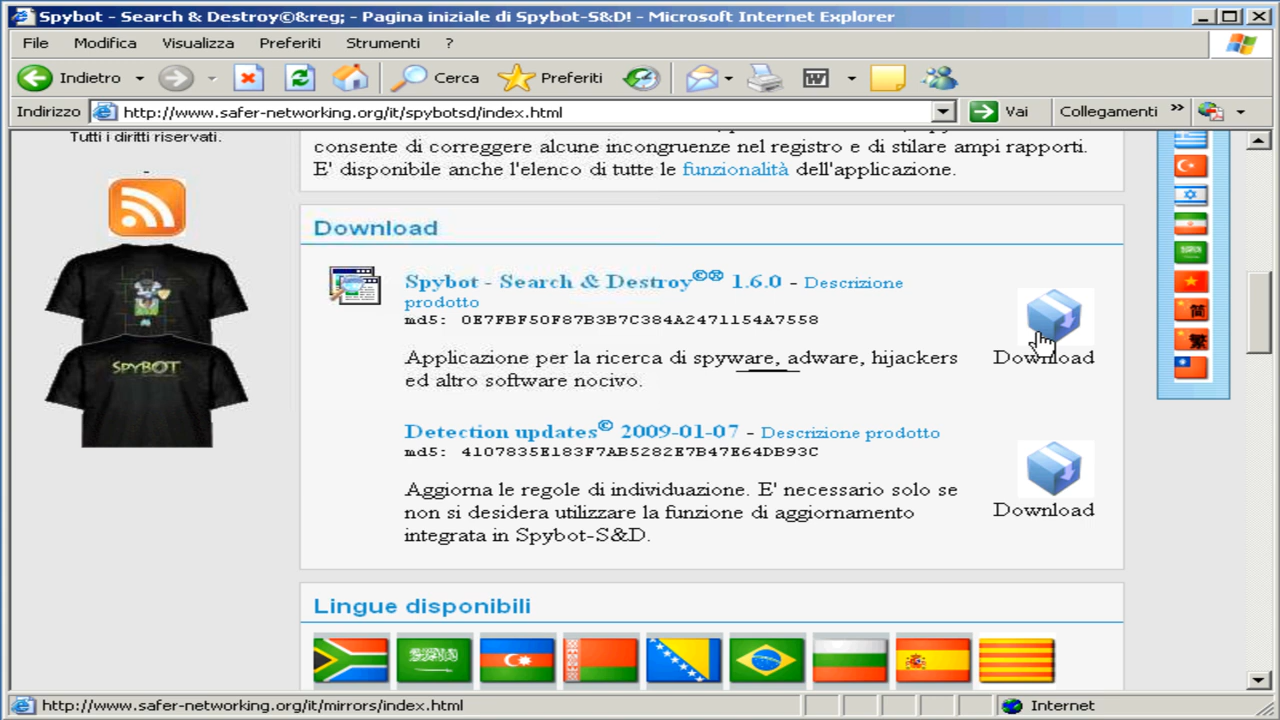 Spybot - Search & Destroy©&reg; - Pagina iniziale di Spybot-S&D! - Microsoft Internet Explorer
File Modifica Visualizza Preferiti Strumenti ?
Indietro Cerca Preferiti
Indirizzo http://www.safer-networking.org/it/spybotsd/index.html Vai Collegamenti »
Tutti i diritti riservati.
-
SPYBOT
consente di correggere alcune incongruenze nel registro e di stilare ampi rapporti.
E' disponibile anche l'elenco di tutte le funzionalità dell'applicazione.
Download
Spybot - Search & Destroy©® 1.6.0 - Descrizione
prodotto
md5: 0E7FBF50F87B3B7C384A2471154A7558
Applicazione per la ricerca di spyware, adware, hijackers
ed altro software nocivo.
Download
Detection updates© 2009-01-07 - Descrizione prodotto
md5: 4107835E183F7AB5282E7B47E64DB93C
Aggiorna le regole di individuazione. E' necessario solo se
non si desidera utilizzare la funzione di aggiornamento
integrata in Spybot-S&D.
Download
简
繁
Lingue disponibili
http://www.safer-networking.org/it/mirrors/index.html Internet